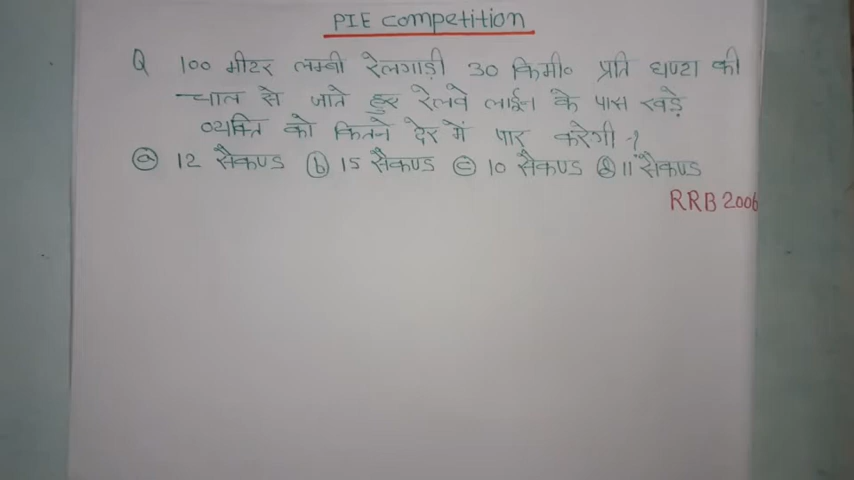 PIE competition
Q 100 मीटर लम्बी रेलगाड़ी 30 किमी० प्रति घण्टा की
चाल से जाते हुए रेलवे लाईन के पास खड़े
व्यक्ति को कितने देर में पार करेगी ?
(a) 12 सैकण्ड (b) 15 सैकण्ड (c) 10 सैकण्ड (d) 11 सैकण्ड
RRB 2006